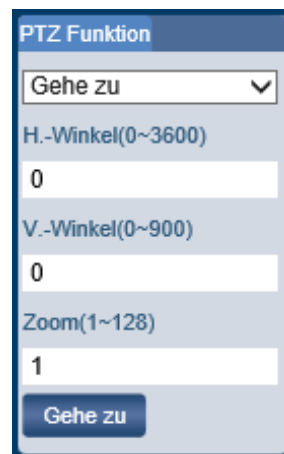 PTZ Funktion
Gehe zu
H.-Winkel(0~3600)
0
V.-Winkel(0~900)
0
Zoom(1~128)
1
Gehe zu